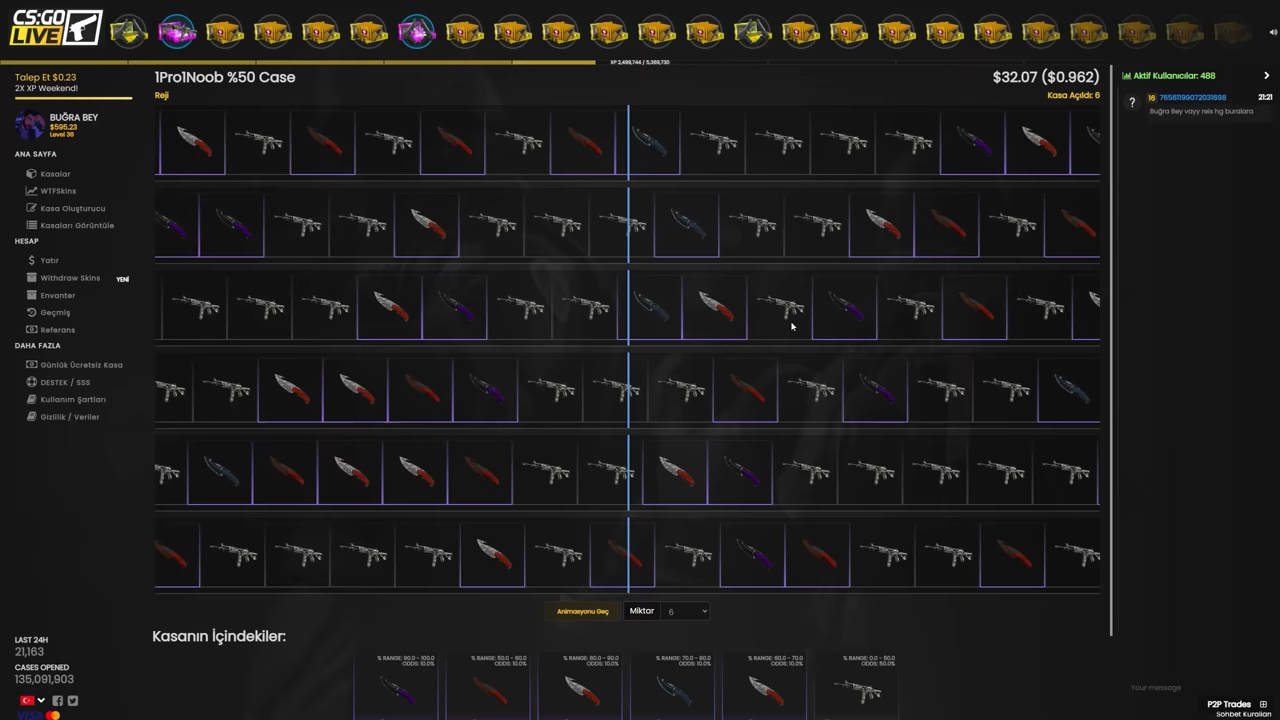 CS:GO
LIVE
XP 2,499,744 / 5,369,730
Talep Et $0.23
2X XP Weekend!
BUĞRA BEY
$595.23
Level 36
ANA SAYFA
Kasalar
WTFSkins
Kasa Oluşturucu
Kasaları Görüntüle
HESAP
Yatır
Withdraw Skins YENİ
Envanter
Geçmiş
Referans
DAHA FAZLA
Günlük Ücretsiz Kasa
DESTEK / SSS
Kullanım Şartları
Gizlilik / Veriler
LAST 24H
21,163
CASES OPENED
135,091,903
VISA
1Pro1Noob %50 Case
$32.07 ($0.962)
Reji
Kasa Açıldı: 6
Animasyonu Geç
Miktar
6
Kasanın İçindekiler:
% RANGE: 90.0 - 100.0
ODDS: 10.0%
% RANGE: 50.0 - 60.0
ODDS: 10.0%
% RANGE: 80.0 - 90.0
ODDS: 10.0%
% RANGE: 70.0 - 80.0
ODDS: 10.0%
% RANGE: 60.0 - 70.0
ODDS: 10.0%
% RANGE: 0.0 - 50.0
ODDS: 50.0%
Aktif Kullanıcılar: 488
?
16 76561199072031698 21:21
Buğra Bey vayy reis hg buralara
Your message
P2P Trades
Sohbet Kuralları